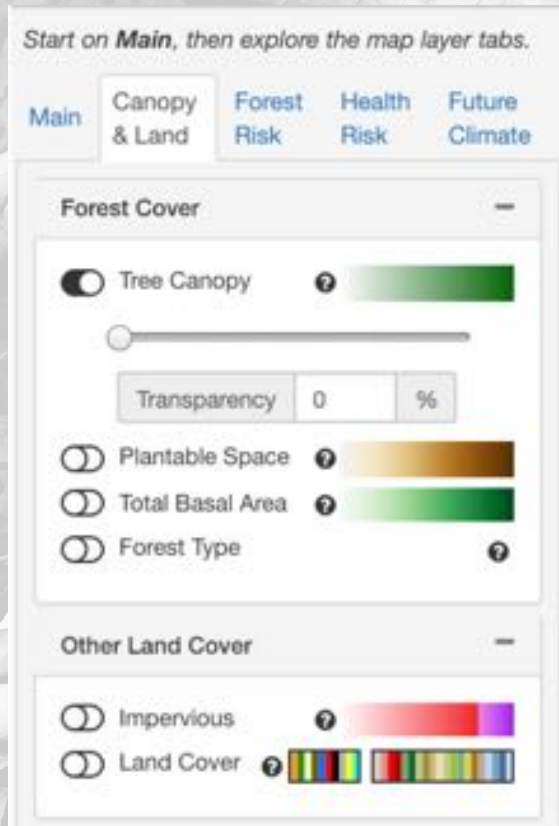 Start on Main, then explore the map layer tabs.
Main
Canopy & Land
Forest Risk
Health Risk
Future Climate
Forest Cover
Tree Canopy
Transparency 0 %
Plantable Space
Total Basal Area
Forest Type
Other Land Cover
Impervious
Land Cover